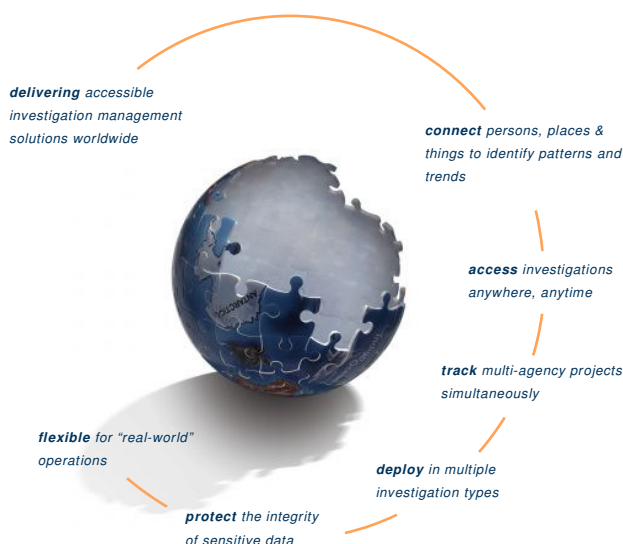 delivering accessible
investigation management
solutions worldwide
connect persons, places &
things to identify patterns and
trends
access investigations
anywhere, anytime
track multi-agency projects
simultaneously
deploy in multiple
investigation types
protect the integrity
of sensitive data
flexible for “real-world”
operations